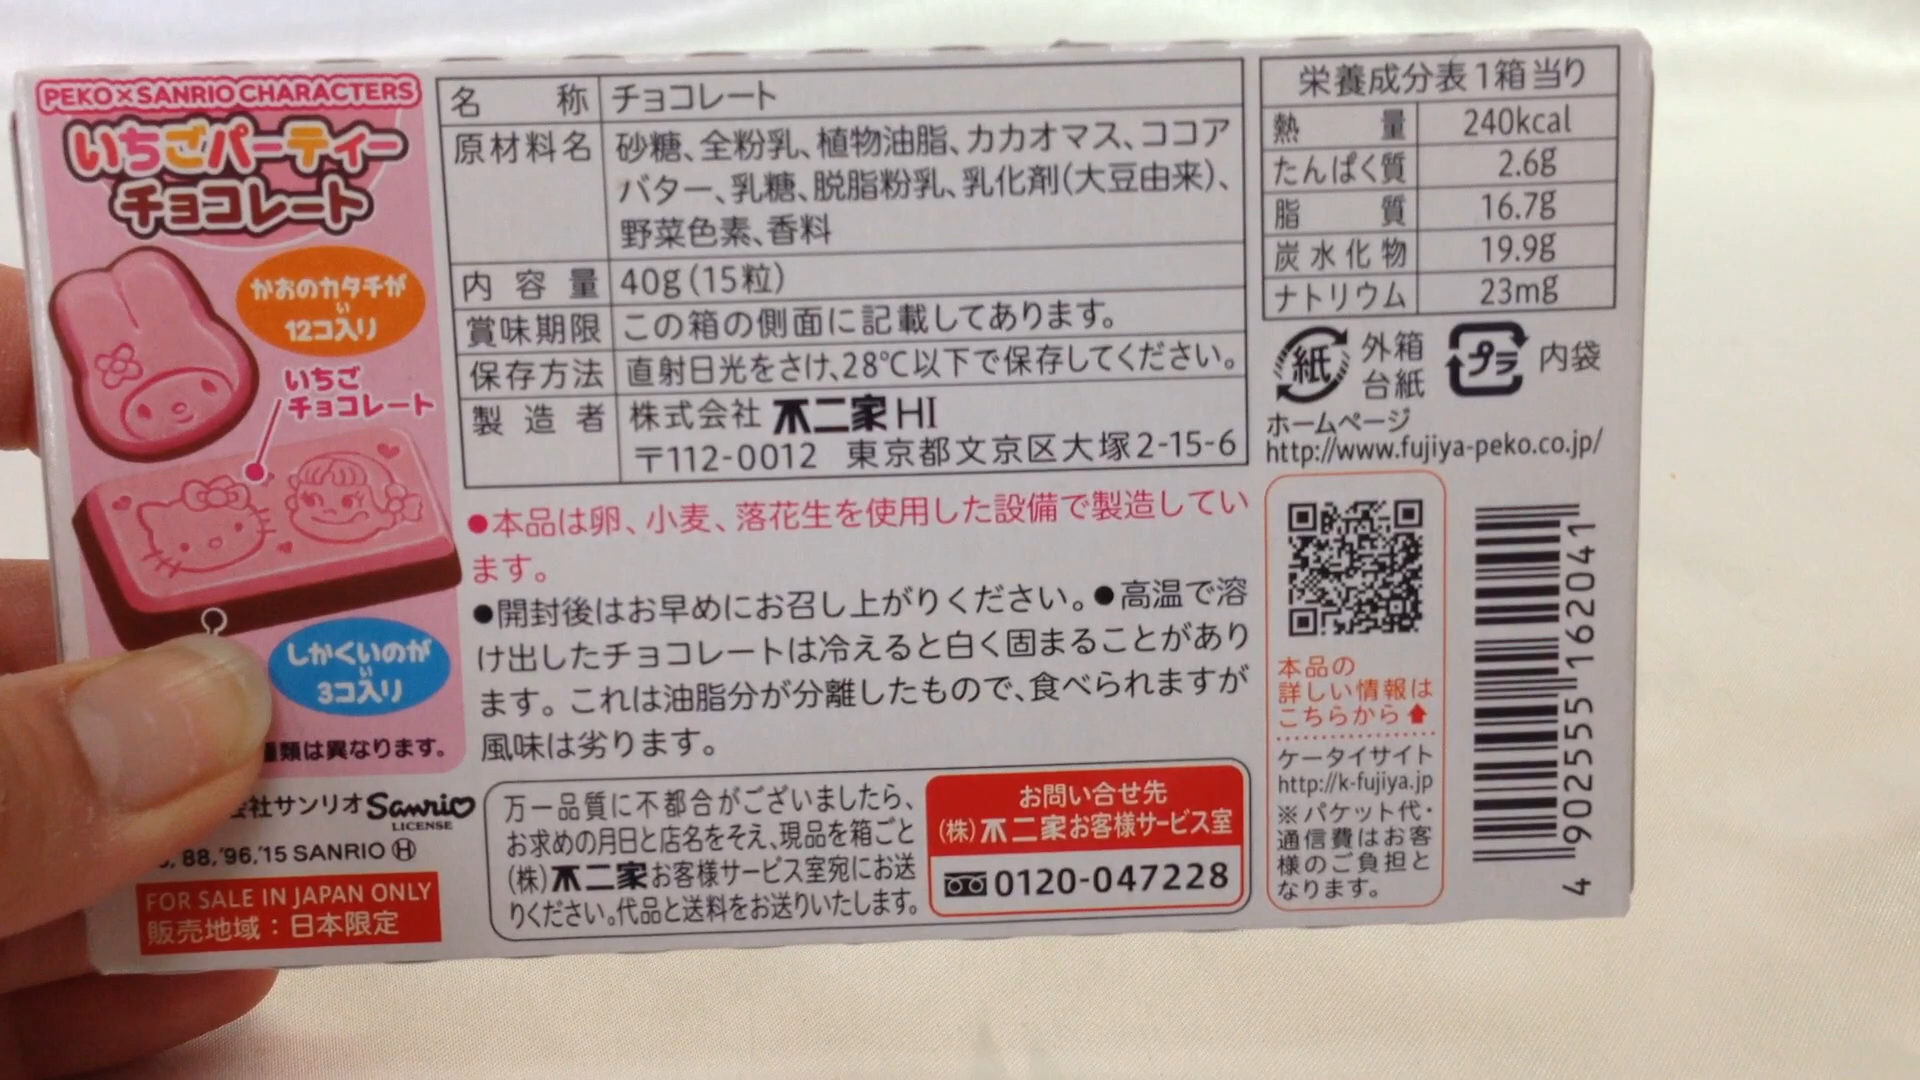 PEKO×SANRIO CHARACTERS
いちごパーティー
チョコレート
かおのカタチが
い
12コ入り
いちご
チョコレート
しかくいのが
い
3コ入り
類は異なります。
会社サンリオ Sanrio
LICENSE
88,'96,'15 SANRIO Ⓗ
FOR SALE IN JAPAN ONLY
販売地域:日本限定
名称 チョコレート
原材料名 砂糖、全粉乳、植物油脂、カカオマス、ココア
バター、乳糖、脱脂粉乳、乳化剤(大豆由来)、
野菜色素、香料
内容量 40g(15粒)
賞味期限 この箱の側面に記載してあります。
保存方法 直射日光をさけ、28℃以下で保存してください。
製造者 株式会社 不二家 HI
〒112-0012 東京都文京区大塚2-15-6
●本品は卵、小麦、落花生を使用した設備で製造してい
ます。
●開封後はお早めにお召し上がりください。●高温で溶
け出したチョコレートは冷えると白く固まることがあり
ます。これは油脂分が分離したもので、食べられますが
風味は劣ります。
万一品質に不都合がございましたら、
お求めの月日と店名をそえ、現品を箱ごと
(株)不二家お客様サービス室宛にお送
りください。代品と送料をお送りいたします。
お問い合せ先
(株)不二家お客様サービス室
0120-047228
栄養成分表1箱当り
熱量 240kcal
たんぱく質 2.6g
脂質 16.7g
炭水化物 19.9g
ナトリウム 23mg
紙 外箱
台紙
プラ 内袋
ホームページ
http://www.fujiya-peko.co.jp/
本品の
詳しい情報は
こちらから⬆
ケータイサイト
http://k-fujiya.jp
※パケット代・
通信費はお客
様のご負担と
なります。
4 902555 162041